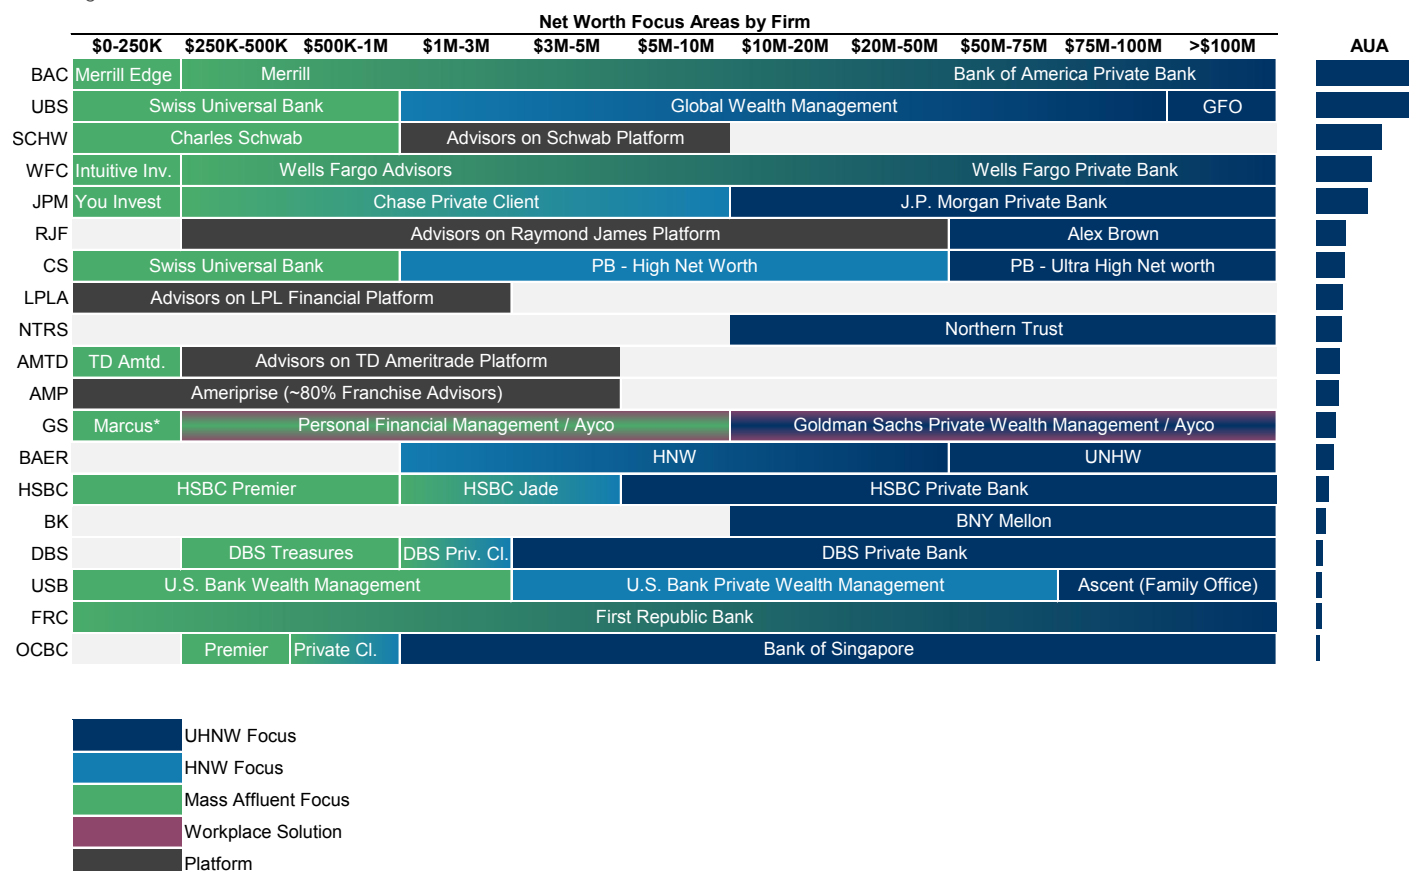 Net Worth Focus Areas by Firm
$0-250K $250K-500K $500K-1M $1M-3M $3M-5M $5M-10M $10M-20M $20M-50M $50M-75M $75M-100M >$100M AUA
BAC Merrill Edge Merrill Bank of America Private Bank
UBS Swiss Universal Bank Global Wealth Management GFO
SCHW Charles Schwab Advisors on Schwab Platform
WFC Intuitive Inv. Wells Fargo Advisors Wells Fargo Private Bank
JPM You Invest Chase Private Client J.P. Morgan Private Bank
RJF Advisors on Raymond James Platform Alex Brown
CS Swiss Universal Bank PB - High Net Worth PB - Ultra High Net worth
LPLA Advisors on LPL Financial Platform
NTRS Northern Trust
AMTD TD Amtd. Advisors on TD Ameritrade Platform
AMP Ameriprise (~80% Franchise Advisors)
GS Marcus* Personal Financial Management / Ayco Goldman Sachs Private Wealth Management / Ayco
BAER HNW UNHW
HSBC HSBC Premier HSBC Jade HSBC Private Bank
BK BNY Mellon
DBS DBS Treasures DBS Priv. Cl. DBS Private Bank
USB U.S. Bank Wealth Management U.S. Bank Private Wealth Management Ascent (Family Office)
FRC First Republic Bank
OCBC Premier Private Cl. Bank of Singapore
UHNW Focus
HNW Focus
Mass Affluent Focus
Workplace Solution
Platform